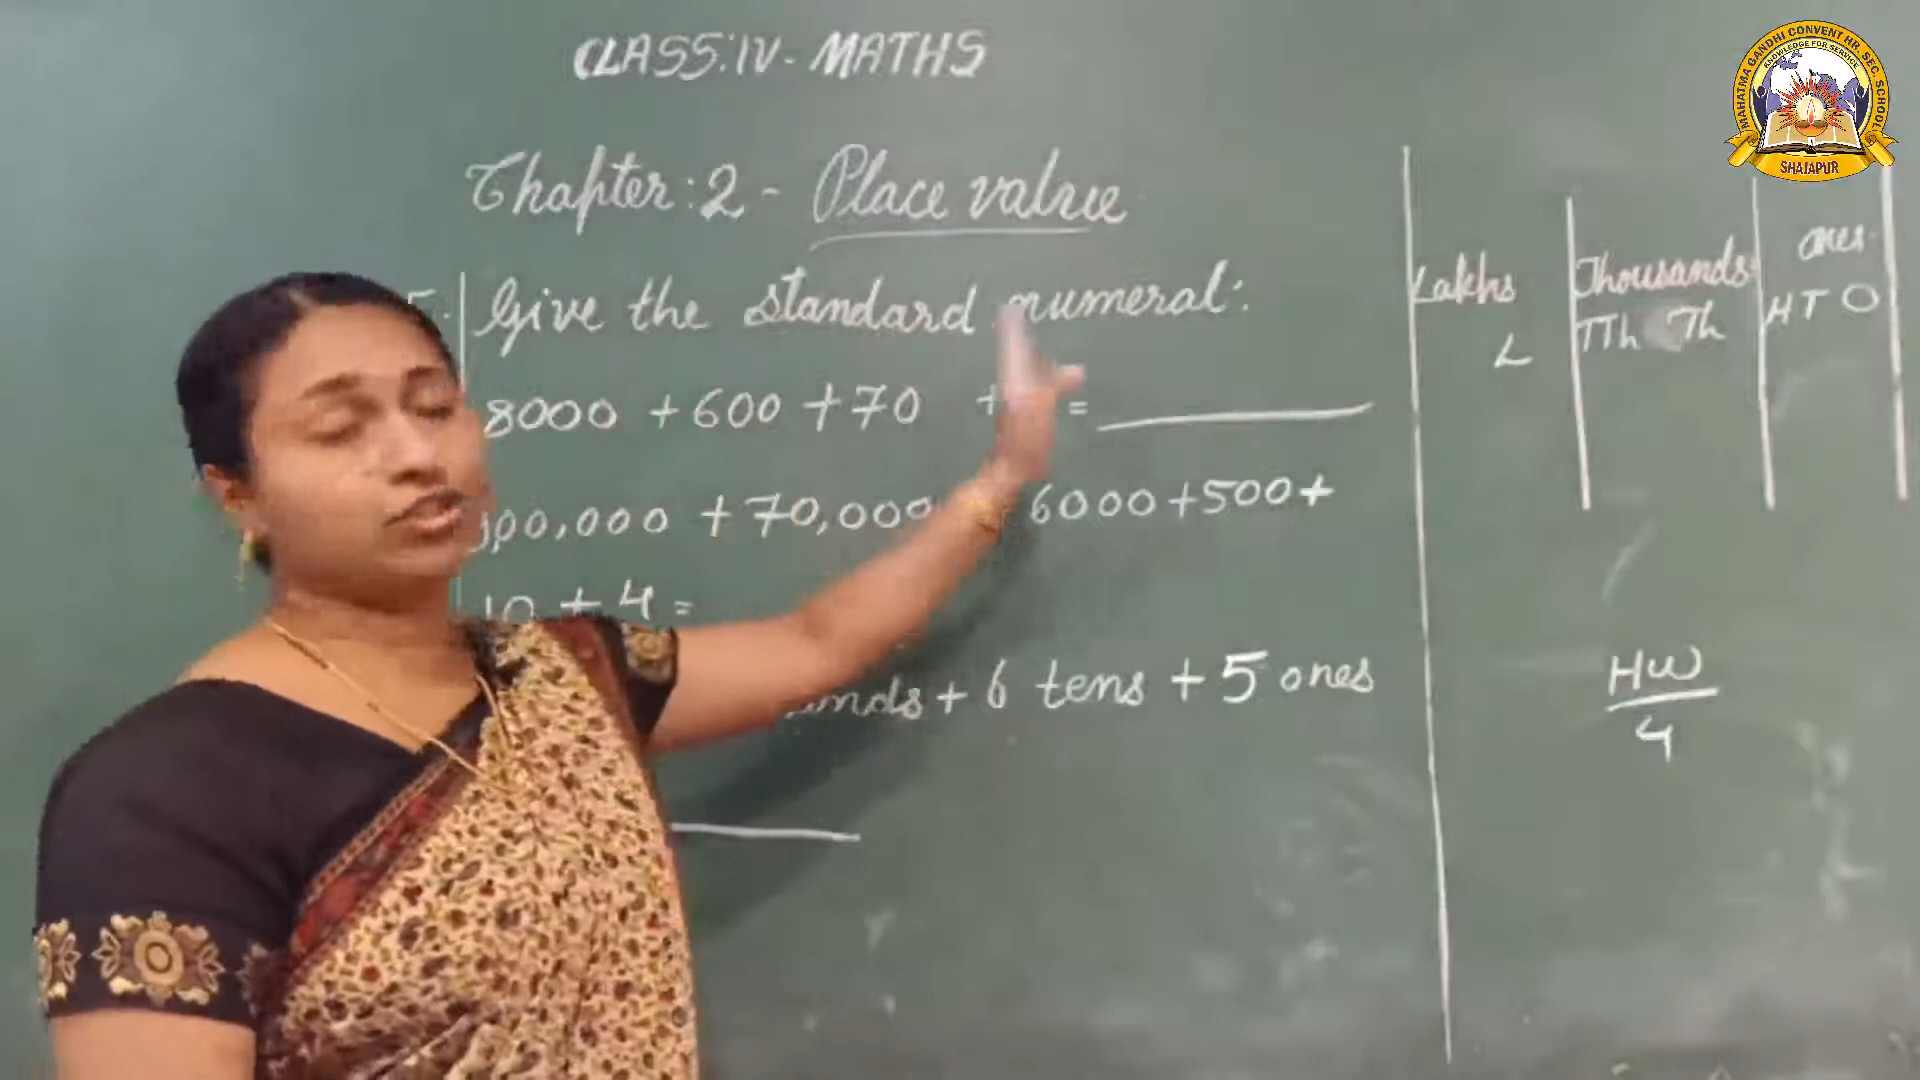 CLASS:IV- MATHS
Chapter:2 - Place value
Give the standard numeral:
8000 + 600 + 70 + =
00,000 + 70,000 6000+500+
10 + 4 =
+ 6 tens + 5 ones
Lakhs Thousands ones
L TTh Th H T O
HW
4
MAHATMA GANDHI CONVENT HR. SEC. SCHOOL
KNOWLEDGE FOR SERVICE
SHAJAPUR